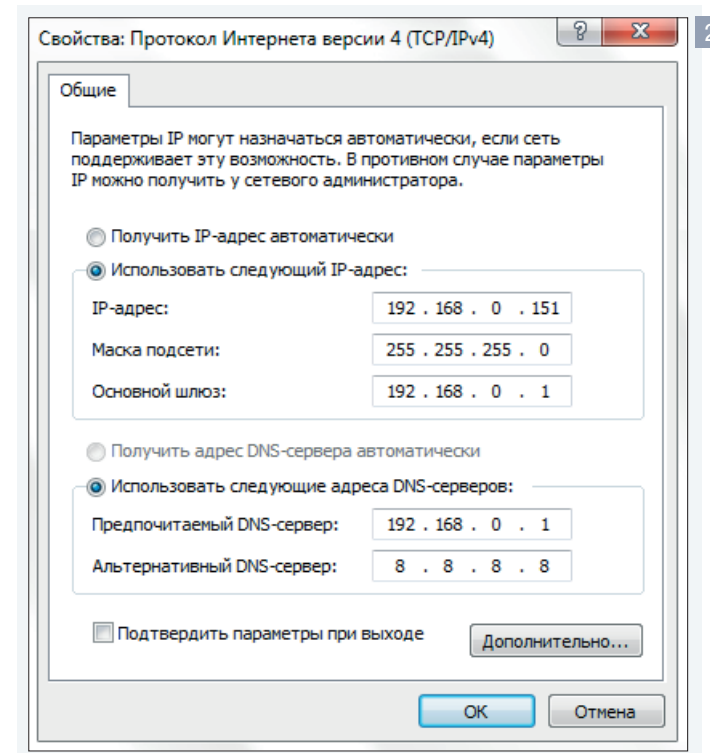 Свойства: Протокол Интернета версии 4 (TCP/IPv4)
2
Общие
Параметры IP могут назначаться автоматически, если сеть
поддерживает эту возможность. В противном случае параметры
IP можно получить у сетевого администратора.
Получить IP-адрес автоматически
Использовать следующий IP-адрес:
IP-адрес: 192 . 168 . 0 . 151
Маска подсети: 255 . 255 . 255 . 0
Основной шлюз: 192 . 168 . 0 . 1
Получить адрес DNS-сервера автоматически
Использовать следующие адреса DNS-серверов:
Предпочитаемый DNS-сервер: 192 . 168 . 0 . 1
Альтернативный DNS-сервер: 8 . 8 . 8 . 8
Подтвердить параметры при выходе
Дополнительно...
ОК Отмена